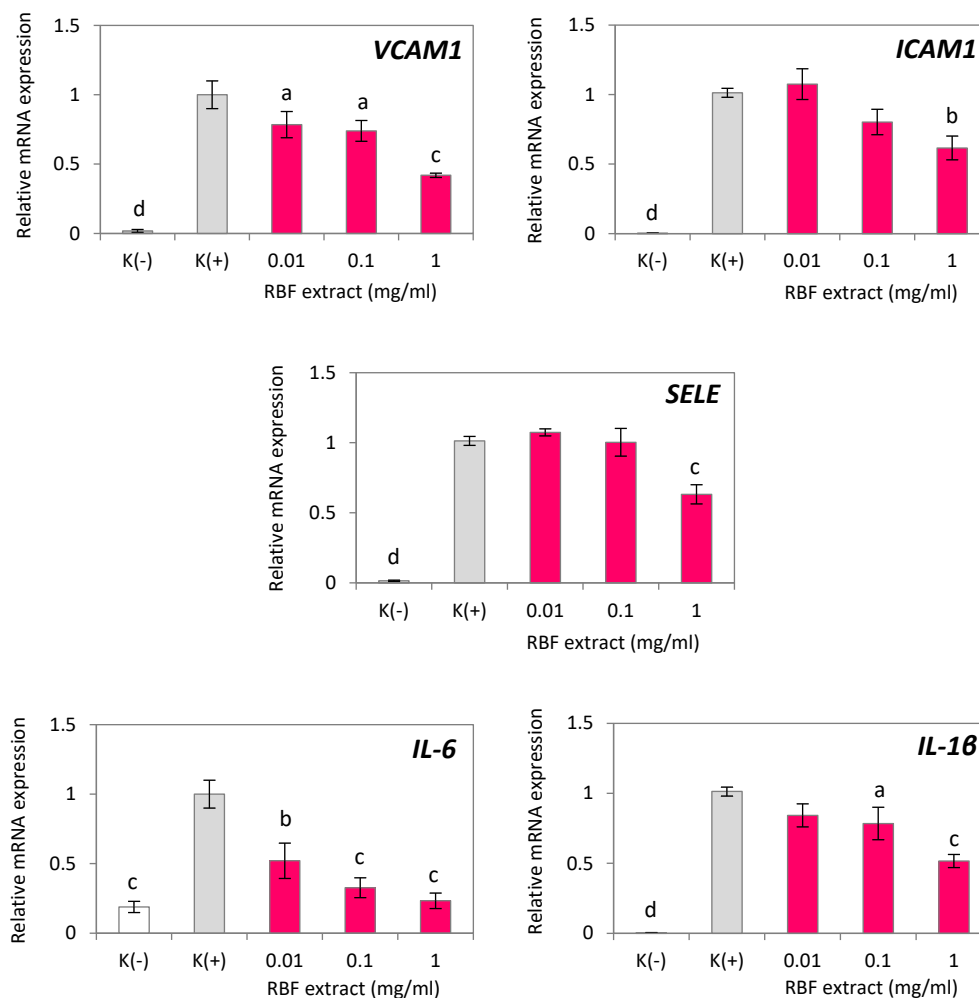 Relative mRNA expression
1.5
1
0.5
0
VCAM1
d
a
a
c
K(-) K(+) 0.01 0.1 1
RBF extract (mg/ml)
Relative mRNA expression
1.5
1
0.5
0
ICAM1
d
b
K(-) K(+) 0.01 0.1 1
RBF extract (mg/ml)
Relative mRNA expression
1.5
1
0.5
0
SELE
d
c
K(-) K(+) 0.01 0.1 1
RBF extract (mg/ml)
Relative mRNA expression
1.5
1
0.5
0
IL-6
c
b
c
c
K(-) K(+) 0.01 0.1 1
RBF extract (mg/ml)
Relative mRNA expression
1.5
1
0.5
0
IL-1β
d
a
c
K(-) K(+) 0.01 0.1 1
RBF extract (mg/ml)